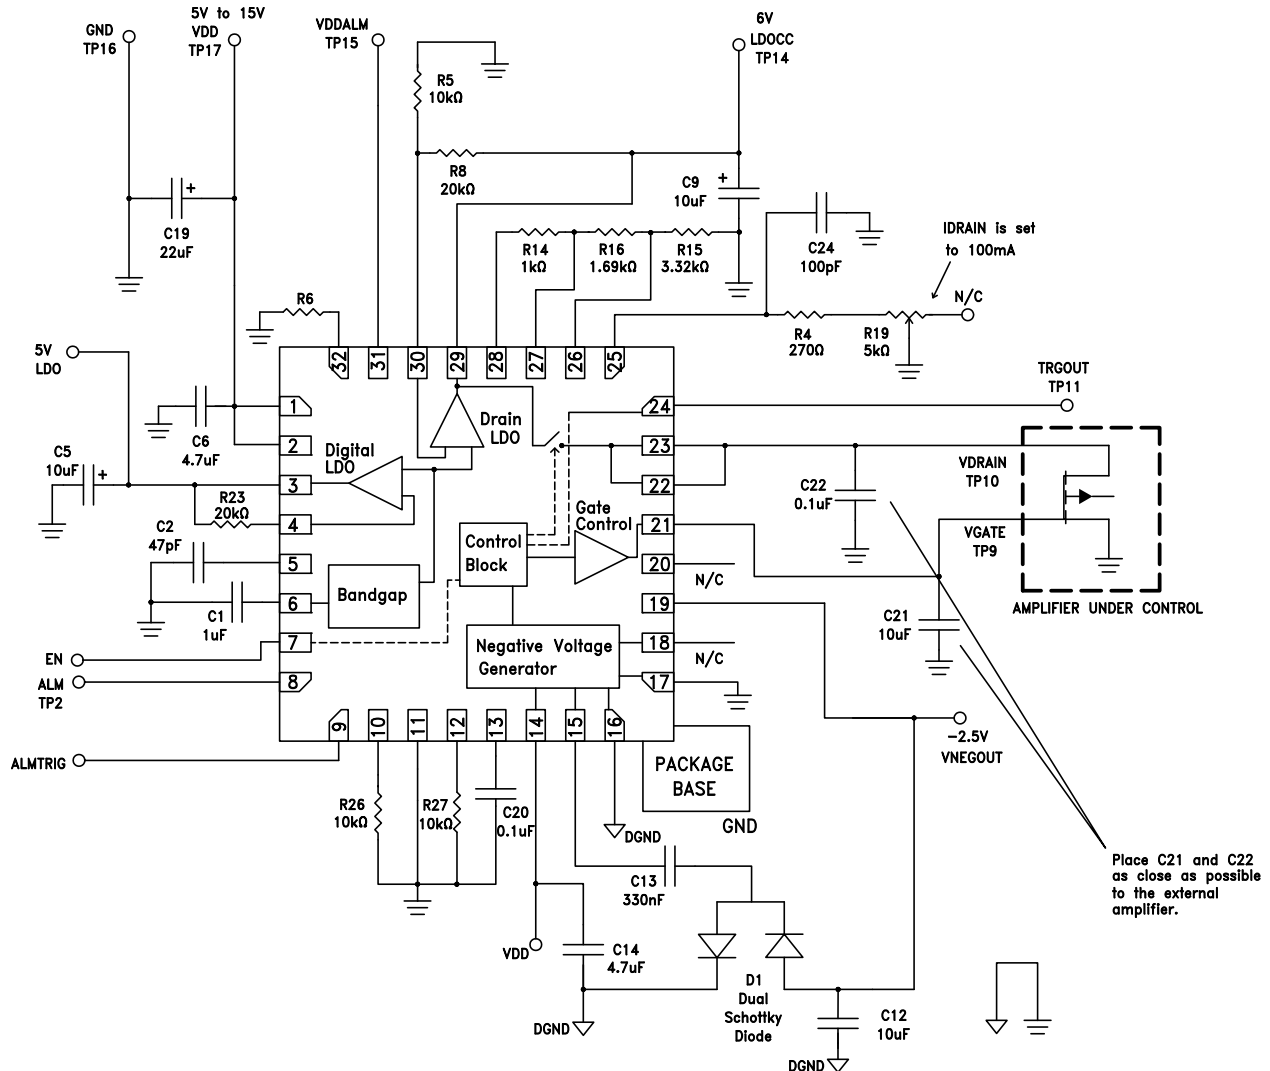 GND
TP16
5V to 15V
VDD
TP17
VDDALM
TP15
6V
LDOCC
TP14
R5
10kΩ
R8
20kΩ
C9
+
10uF
C19
22uF
+
R14
1kΩ
R16
1.69kΩ
R15
3.32kΩ
C24
100pF
IDRAIN is set
to 100mA
N/C
R6
R4
270Ω
R19
5kΩ
5V
LDO
32
31
30
29
28
27
26
25
TRGOUT
TP11
1
2
3
4
5
6
7
8
24
23
22
21
20
19
18
17
C6
4.7uF
C5
10uF
+
R23
20kΩ
C2
47pF
C1
1uF
Digital
LDO
Drain
LDO
Gate
Control
Control
Block
Bandgap
Negative Voltage
Generator
VDRAIN
TP10
C22
0.1uF
VGATE
TP9
N/C
AMPLIFIER UNDER CONTROL
C21
10uF
N/C
EN
ALM
TP2
ALMTRIG
9
10
11
12
13
14
15
16
-2.5V
VNEGOUT
PACKAGE
BASE
GND
R26
10kΩ
R27
10kΩ
C20
0.1uF
DGND
C13
330nF
Place C21 and C22
as close as possible
to the external
amplifier.
VDD
C14
4.7uF
D1
Dual
Schottky
Diode
DGND
C12
10uF
DGND